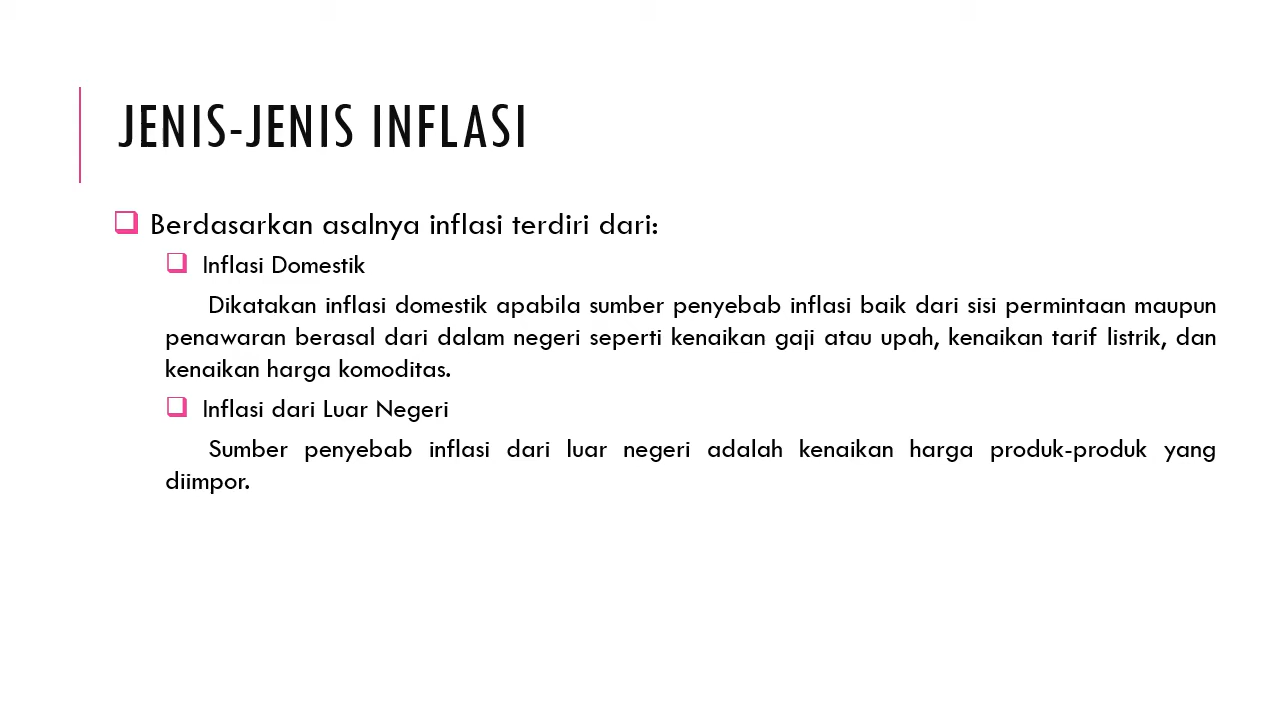 JENIS-JENIS INFLASI
Berdasarkan asalnya inflasi terdiri dari:
Inflasi Domestik
Dikatakan inflasi domestik apabila sumber penyebab inflasi baik dari sisi permintaan maupun
penawaran berasal dari dalam negeri seperti kenaikan gaji atau upah, kenaikan tarif listrik, dan
kenaikan harga komoditas.
Inflasi dari Luar Negeri
Sumber penyebab inflasi dari luar negeri adalah kenaikan harga produk-produk yang
diimpor.